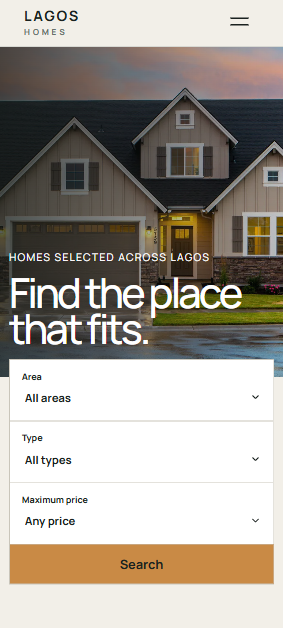 LAGOS
HOMES
HOMES SELECTED ACROSS LAGOS
Find the place
that fits.
Area
All areas
Type
All types
Maximum price
Any price
Search